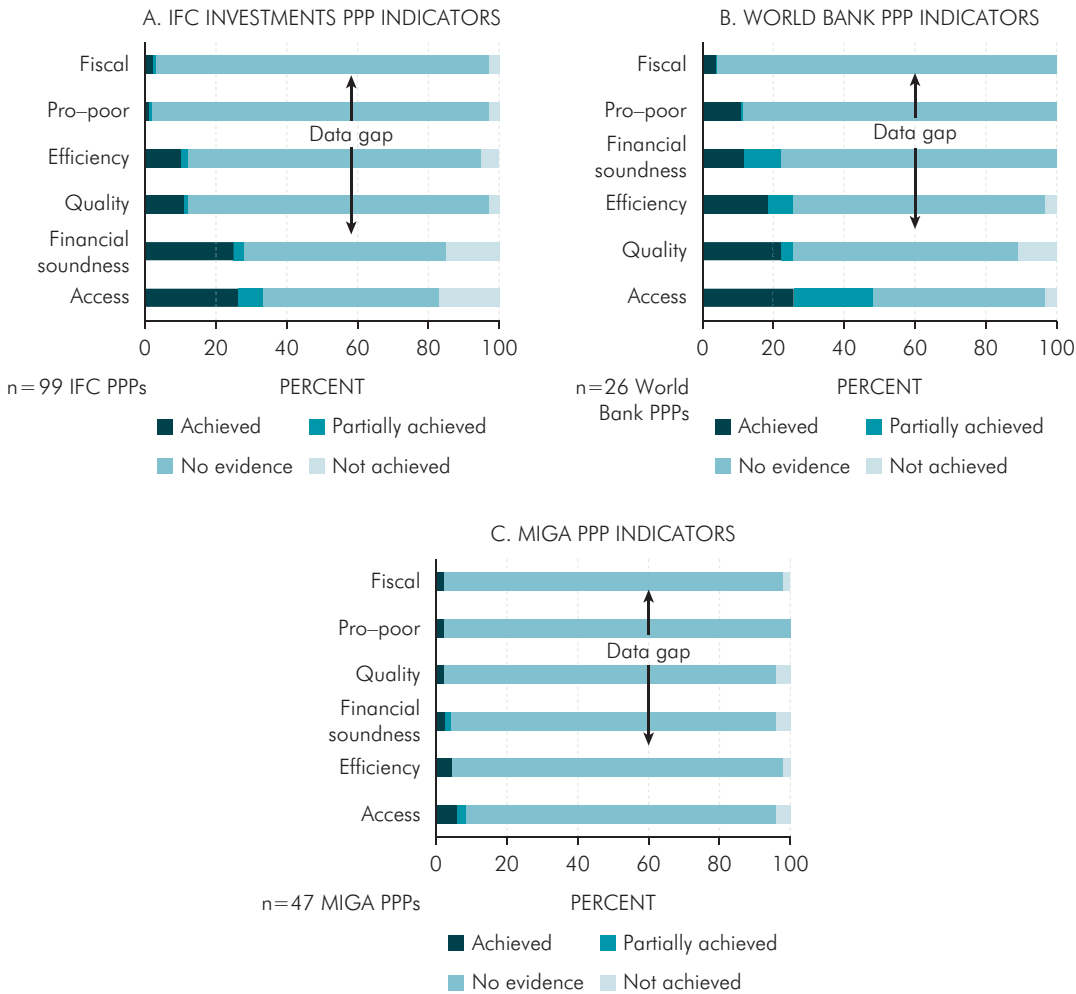 A. IFC INVESTMENTS PPP INDICATORS
Fiscal
Pro–poor
Data gap
Efficiency
Quality
Financial
soundness
Access
0 20 40 60 80 100
n=99 IFC PPPs
PERCENT
Achieved
Partially achieved
No evidence
Not achieved
B. WORLD BANK PPP INDICATORS
Fiscal
Pro–poor
Data gap
Financial
soundness
Efficiency
Quality
Access
0 20 40 60 80 100
n=26 World
Bank PPPs
PERCENT
Achieved
Partially achieved
No evidence
Not achieved
C. MIGA PPP INDICATORS
Fiscal
Pro–poor
Data gap
Quality
Financial
soundness
Efficiency
Access
0 20 40 60 80 100
n=47 MIGA PPPs
PERCENT
Achieved
Partially achieved
No evidence
Not achieved